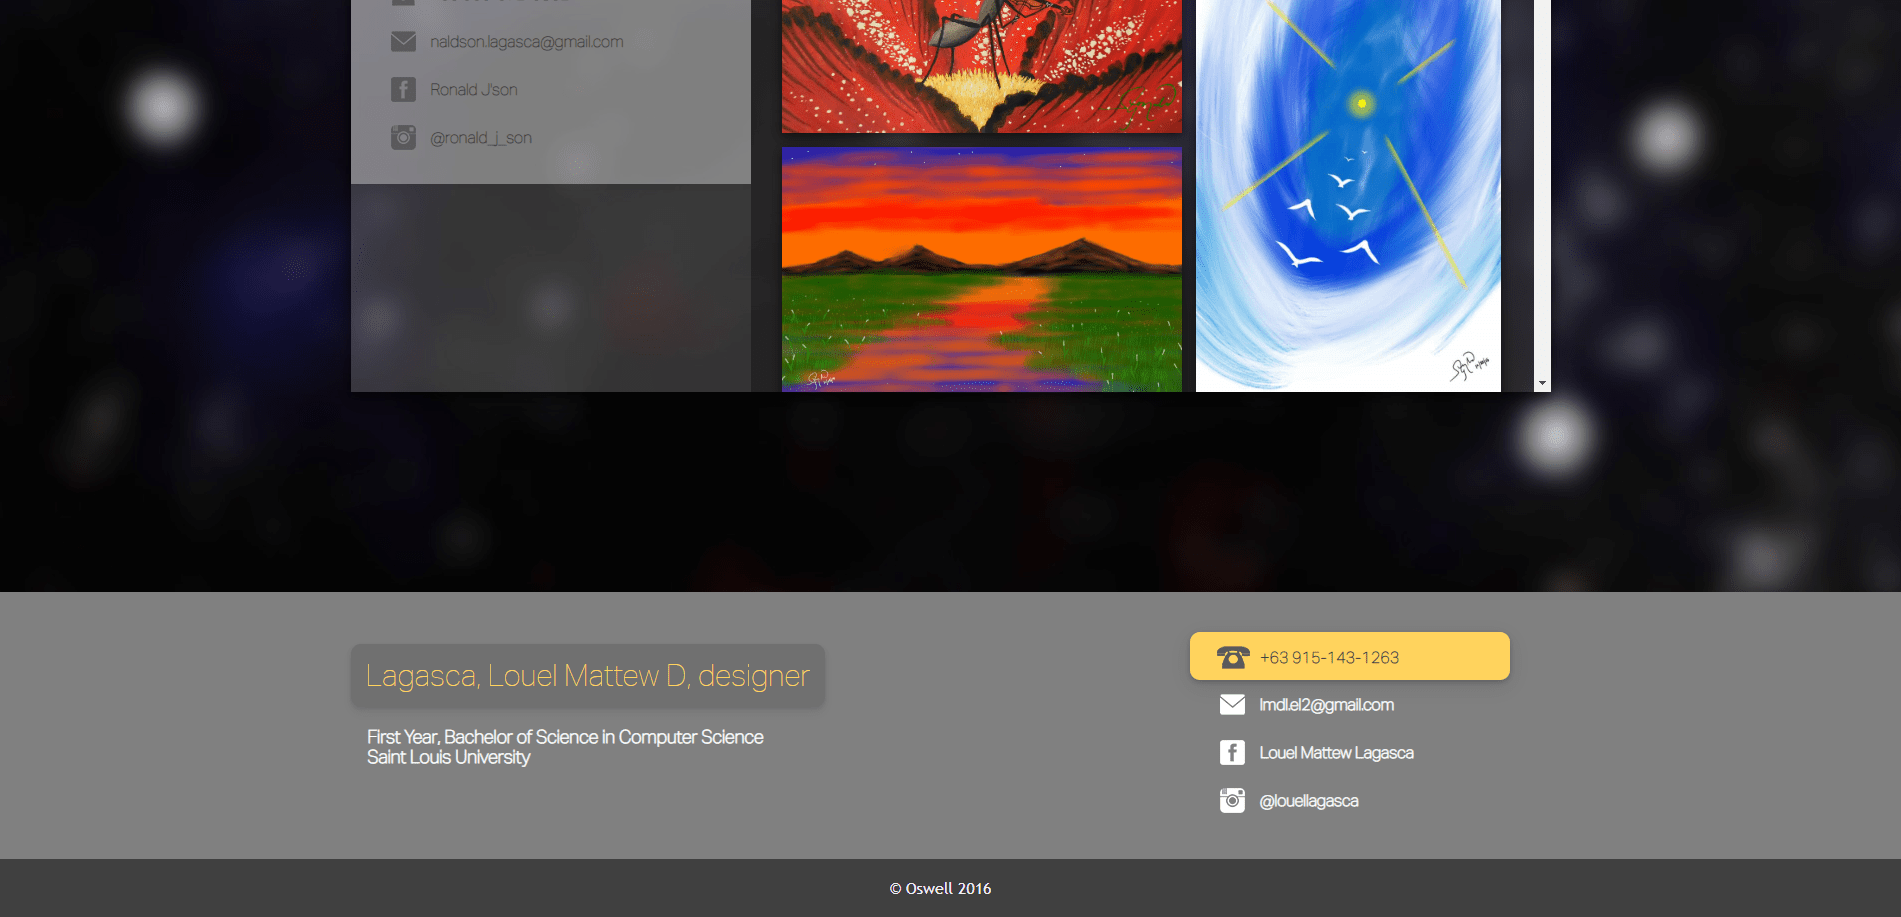 naldson.lagasca@gmail.com
Ronald J'son
@ronald_j_son
Lagasca, Louel Mattew D, designer
First Year, Bachelor of Science in Computer Science
Saint Louis University
+63 915-143-1263
lmdl.el2@gmail.com
Louel Mattew Lagasca
@louellagasca
© Oswell 2016